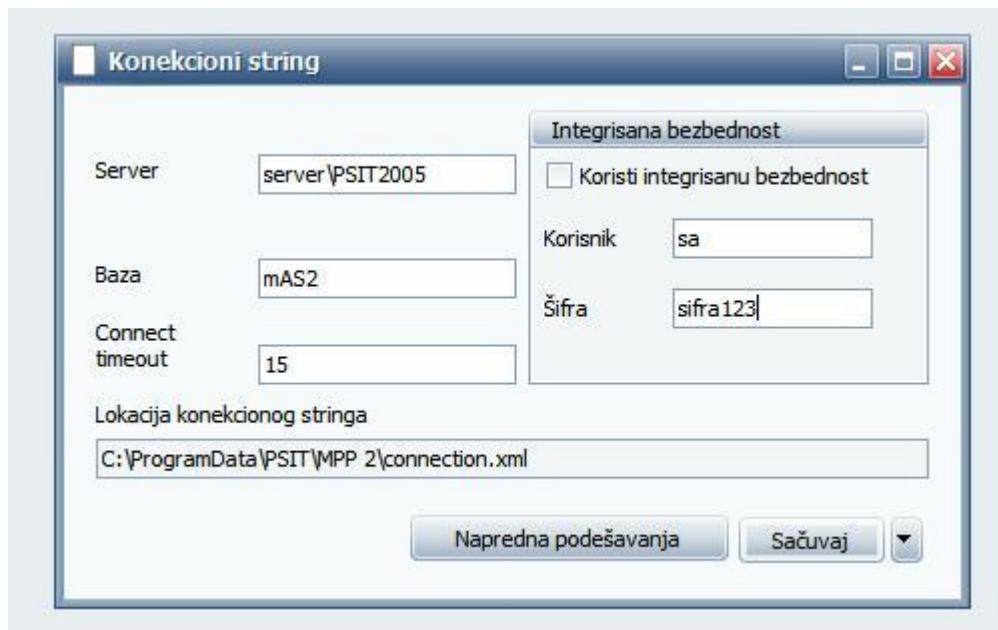 Konekcioni string
Integrisana bezbednost
Server
server\PSIT2005
Koristi integrisanu bezbednost
Korisnik
sa
Baza
mAS2
Šifra
sifra123
Connect
timeout
15
Lokacija konekcionog stringa
C:\ProgramData\PSIT\MPP 2\connection.xml
Napredna podešavanja
Sačuvaj